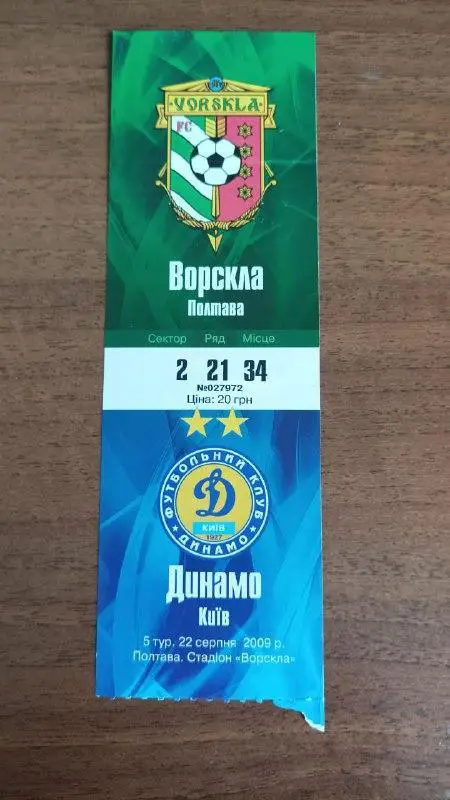 VORSKLA
FC
Ворскла
Полтава
Сектор Ряд Місце
2 21 34
№027972
Ціна: 20 грн
ФУТБОЛЬНИЙ КЛУБ
Д
КИЇВ
1927
ДИНАМО
Динамо
Київ
5 тур. 22 серпня 2009 р.
Полтава. Стадіон «Ворскла»